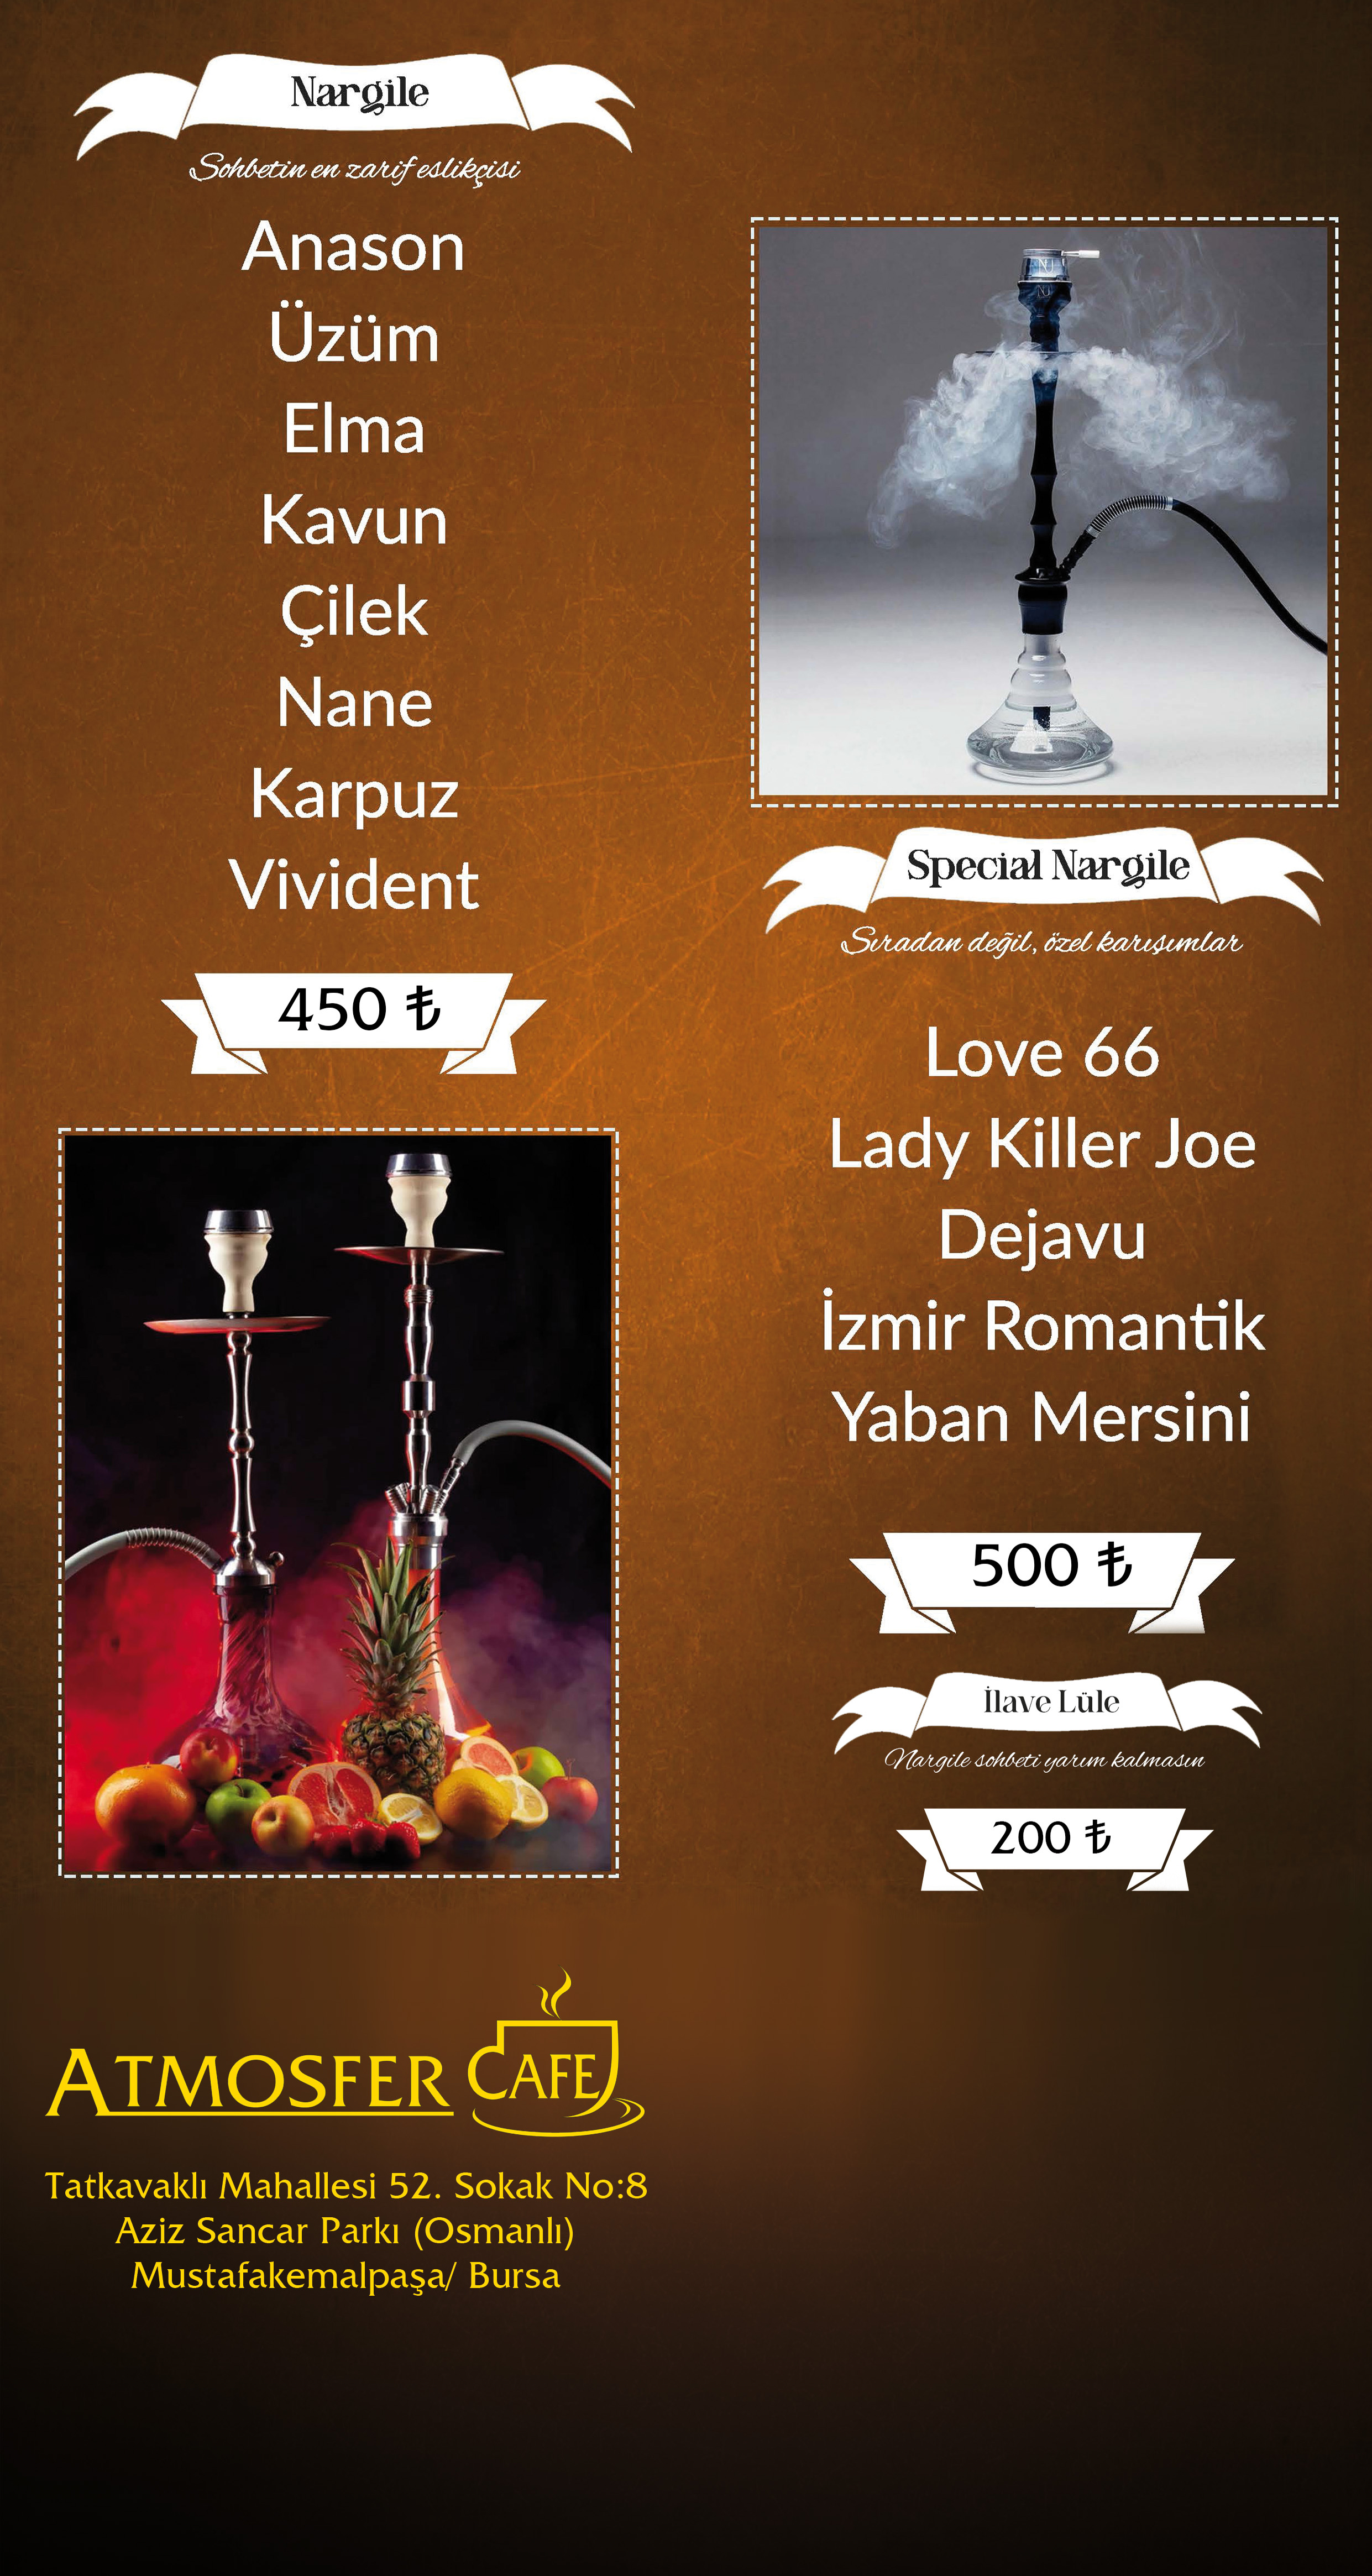 Nargile
Sohbetin en zarif eslikçisi
Anason
Üzüm
Elma
Kavun
Çilek
Nane
Karpuz
Vivident
450 ₺
Special Nargile
Sıradan değil, özel karışımlar
Love 66
Lady Killer Joe
Dejavu
İzmir Romantik
Yaban Mersini
500 ₺
İlave Lüle
Nargile sohbeti yarım kalmasın
200 ₺
ATMOSFER CAFE
Tatkavaklı Mahallesi 52. Sokak No:8
Aziz Sancar Parkı (Osmanlı)
Mustafakemalpaşa/ Bursa